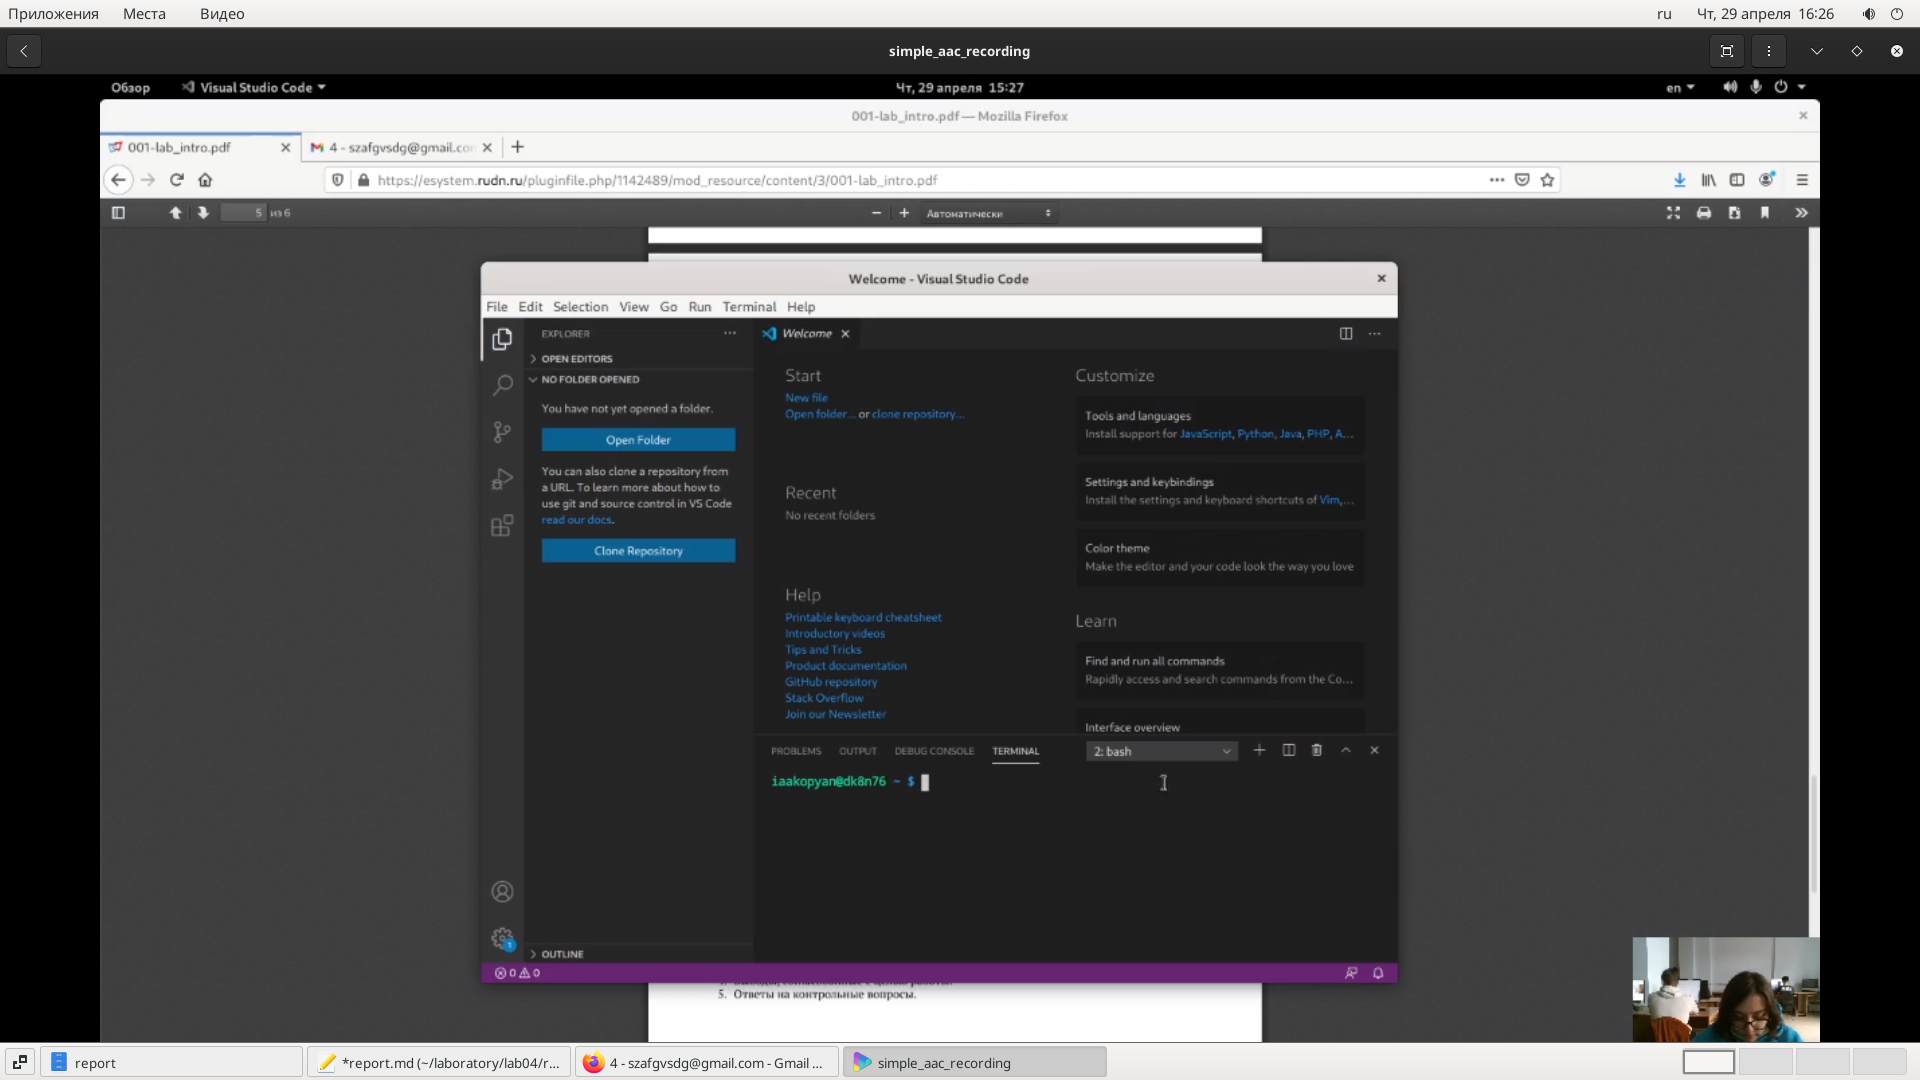 Приложения Места Видео ru Чт, 29 апреля 16:26
simple_aac_recording
Обзор Visual Studio Code Чт, 29 апреля 15:27 en
001-lab_intro.pdf — Mozilla Firefox
001-lab_intro.pdf 4 - szafgvsdg@gmail.con
https://esystem.rudn.ru/pluginfile.php/1142489/mod_resource/content/3/001-lab_intro.pdf
5 из 6 Автоматически
Welcome - Visual Studio Code
File Edit Selection View Go Run Terminal Help
EXPLORER
OPEN EDITORS
NO FOLDER OPENED
You have not yet opened a folder.
Open Folder
You can also clone a repository from
a URL. To learn more about how to
use git and source control in VS Code
read our docs.
Clone Repository
OUTLINE
Welcome
Start
New file
Open folder... or clone repository...
Recent
No recent folders
Help
Printable keyboard cheatsheet
Introductory videos
Tips and Tricks
Product documentation
GitHub repository
Stack Overflow
Join our Newsletter
Customize
Tools and languages
Install support for JavaScript, Python, Java, PHP, A...
Settings and keybindings
Install the settings and keyboard shortcuts of Vim,...
Color theme
Make the editor and your code look the way you love
Learn
Find and run all commands
Rapidly access and search commands from the Co...
Interface overview
PROBLEMS OUTPUT DEBUG CONSOLE TERMINAL 2: bash
iaakopyan@dk8n76 ~ $
1
0 0
5. Ответы на контрольные вопросы.
report *report.md (~/laboratory/lab04/r... 4 - szafgvsdg@gmail.com - Gmail ... simple_aac_recording